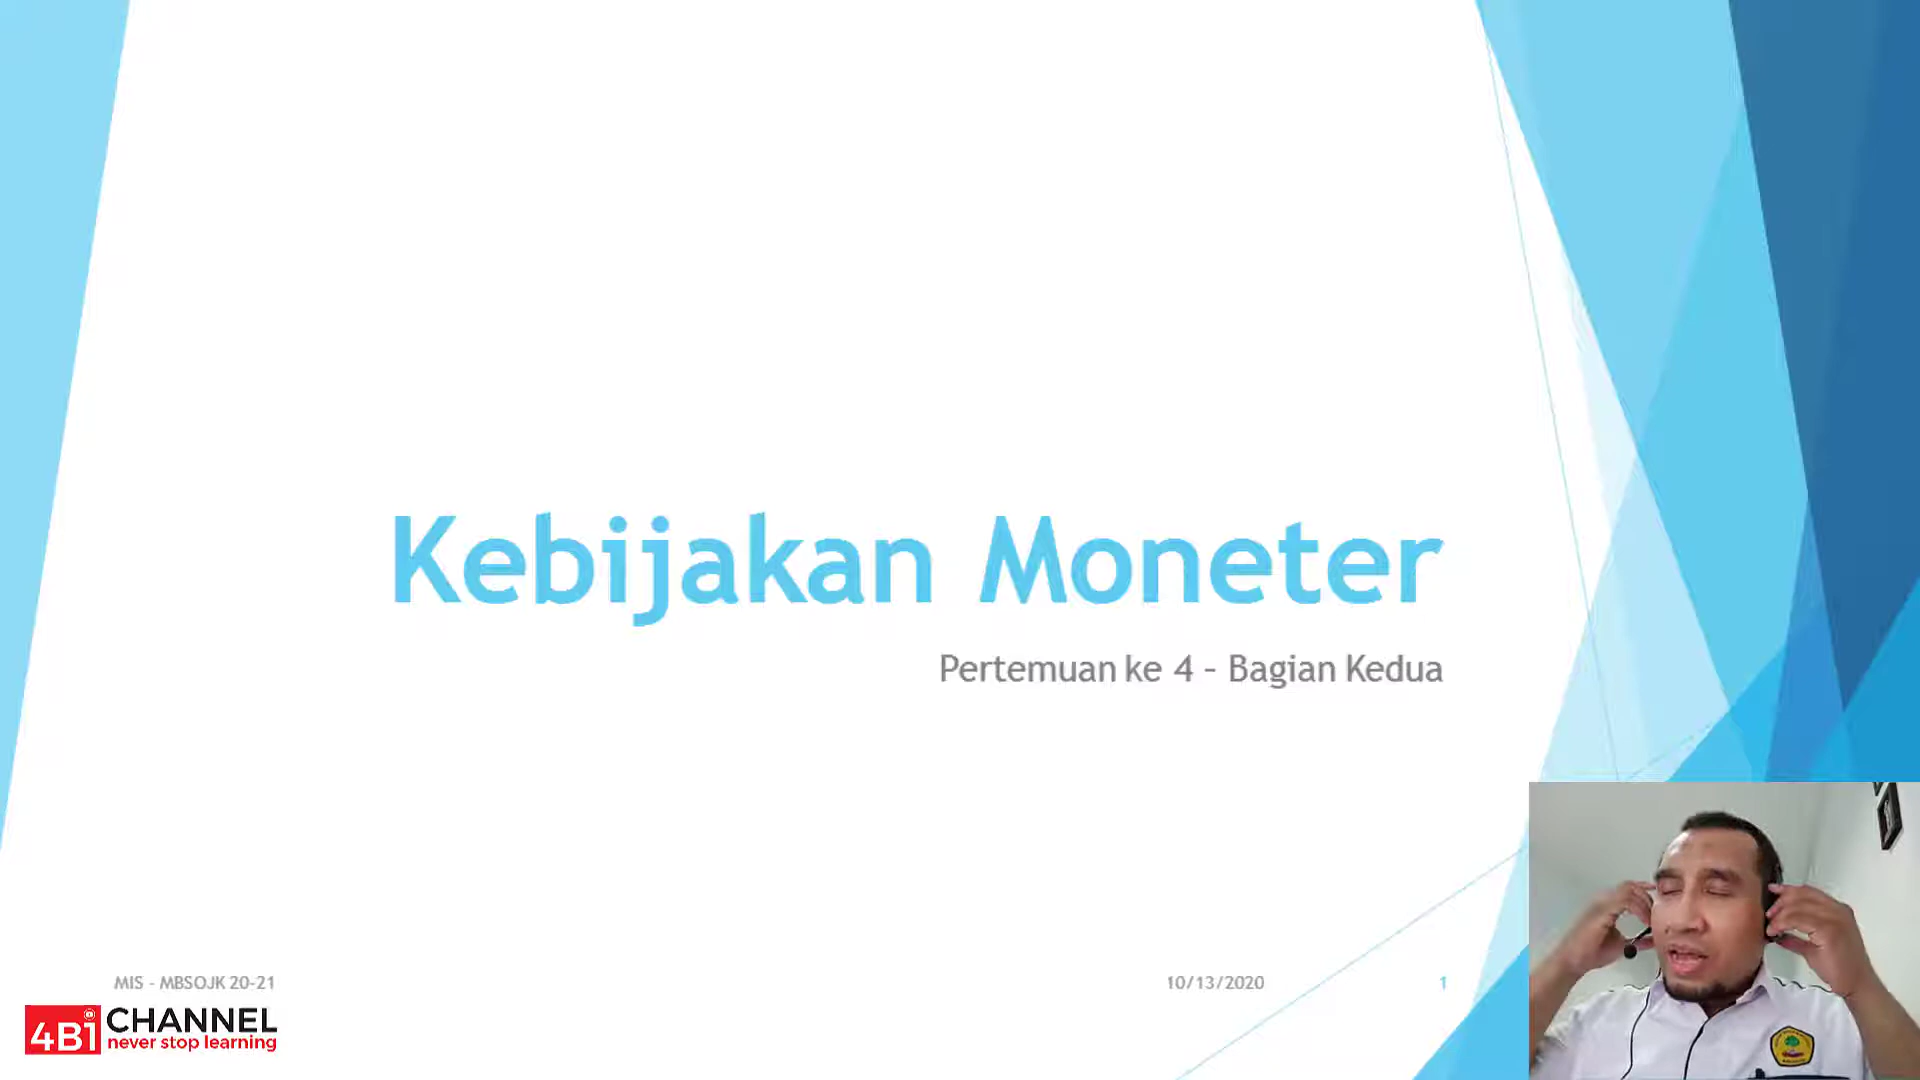 Kebijakan Moneter
Pertemuan ke 4 - Bagian Kedua
MIS - MBSOJK 20-21
10/13/2020
1
4Bi CHANNEL
never stop learning